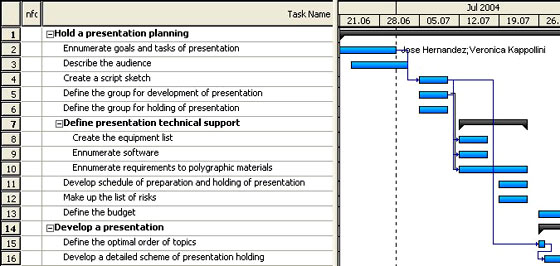 nfc Task Name Jul 2004
21.06 28.06 05.07 12.07 19.07 26.
1 Hold a presentation planning
2 Ennumerate goals and tasks of presentation Jose Hernandez;Veronica Kappollini
3 Describe the audience
4 Create a script sketch
5 Define the group for development of presentation
6 Define the group for holding of presentation
7 Define presentation technical support
8 Create the equipment list
9 Ennumerate software
10 Ennumerate requirements to polygraphic materials
11 Develop schedule of preparation and holding of presentation
12 Make up the list of risks
13 Define the budget
14 Develop a presentation
15 Define the optimal order of topics
16 Develop a detailed scheme of presentation holding